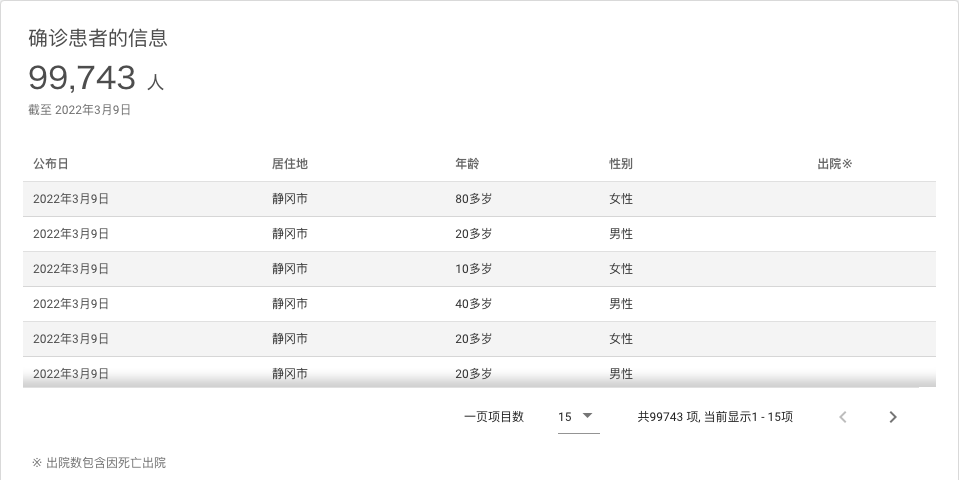 确诊患者的信息
99,743 人
截至 2022年3月9日
公布日 居住地 年龄 性别 出院※
2022年3月9日 静冈市 80多岁 女性
2022年3月9日 静冈市 20多岁 男性
2022年3月9日 静冈市 10多岁 女性
2022年3月9日 静冈市 40多岁 男性
2022年3月9日 静冈市 20多岁 女性
2022年3月9日 静冈市 20多岁 男性
一页项目数 15 共99743 项, 当前显示1 - 15项
※ 出院数包含因死亡出院